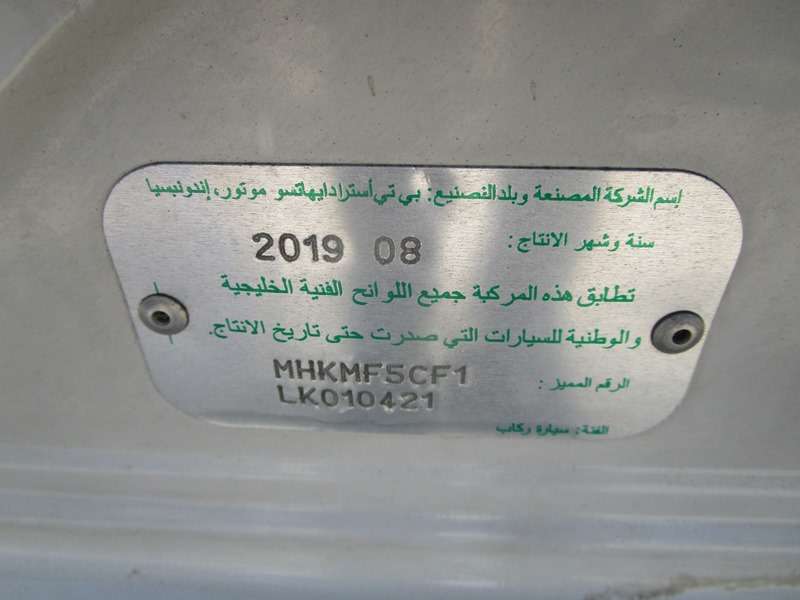 إسم الشركة المصنعة وبلد التصنيع: بي تي أسترا دايهاتسو موتور، إندونيسيا
سنة وشهر الانتاج: 2019 08
تطابق هذه المركبة جميع اللوائح الفنية الخليجية
والوطنية للسيارات التي صدرت حتى تاريخ الانتاج.
الرقم المميز: MHKMF5CF1
LK010421
الفئة: سيارة ركاب